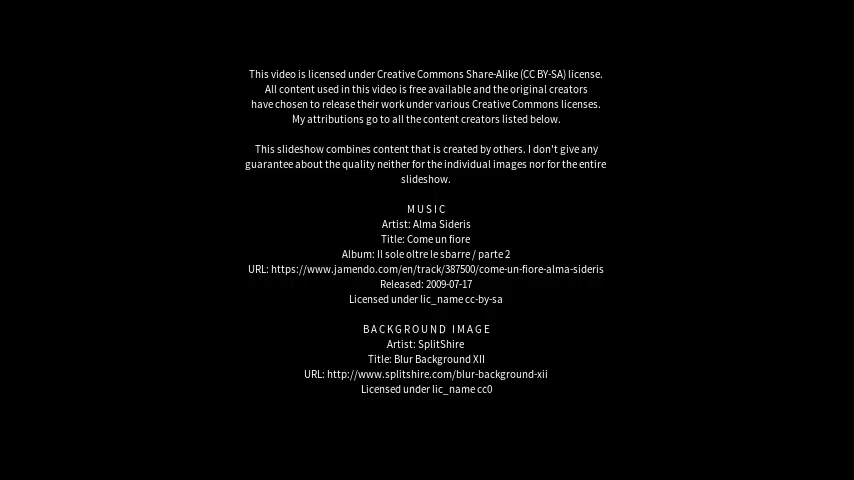 This video is licensed under Creative Commons Share-Alike (CC BY-SA) license.
All content used in this video is free available and the original creators
have chosen to release their work under various Creative Commons licenses.
My attributions go to all the content creators listed below.
This slideshow combines content that is created by others. I don't give any
guarantee about the quality neither for the individual images nor for the entire
slideshow.
MUSIC
Artist: Alma Sideris
Title: Come un fiore
Album: Il sole oltre le sbarre / parte 2
URL: https://www.jamendo.com/en/track/387500/come-un-fiore-alma-sideris
Released: 2009-07-17
Licensed under lic_name cc-by-sa
BACKGROUND IMAGE
Artist: SplitShire
Title: Blur Background XII
URL: http://www.splitshire.com/blur-background-xii
Licensed under lic_name cc0